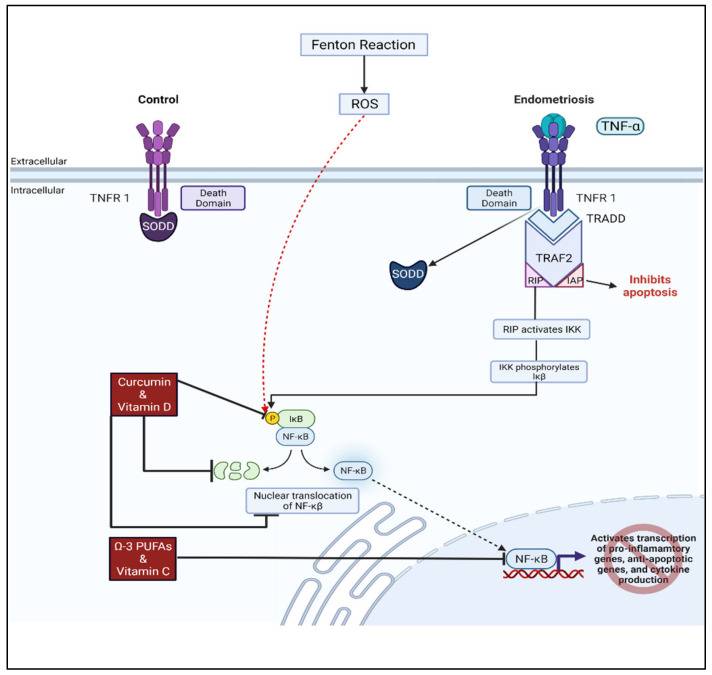 Fenton Reaction
ROS
Control
Endometriosis
TNF-α
Extracellular
Intracellular
TNFR 1
Death
Domain
SODD
Death
Domain
TNFR 1
TRADD
TRAF2
SODD
RIP
IAP
Inhibits
apoptosis
RIP activates IKK
IKK phosphorylates
Iκβ
Curcumin
&
Vitamin D
P
IκB
NF-κB
NF-κB
Nuclear translocation
of NF-κβ
Ω-3 PUFAs
&
Vitamin C
NF-κB
Activates transcription
of pro-inflamamtory
genes, anti-apoptotic
genes, and cytokine
production